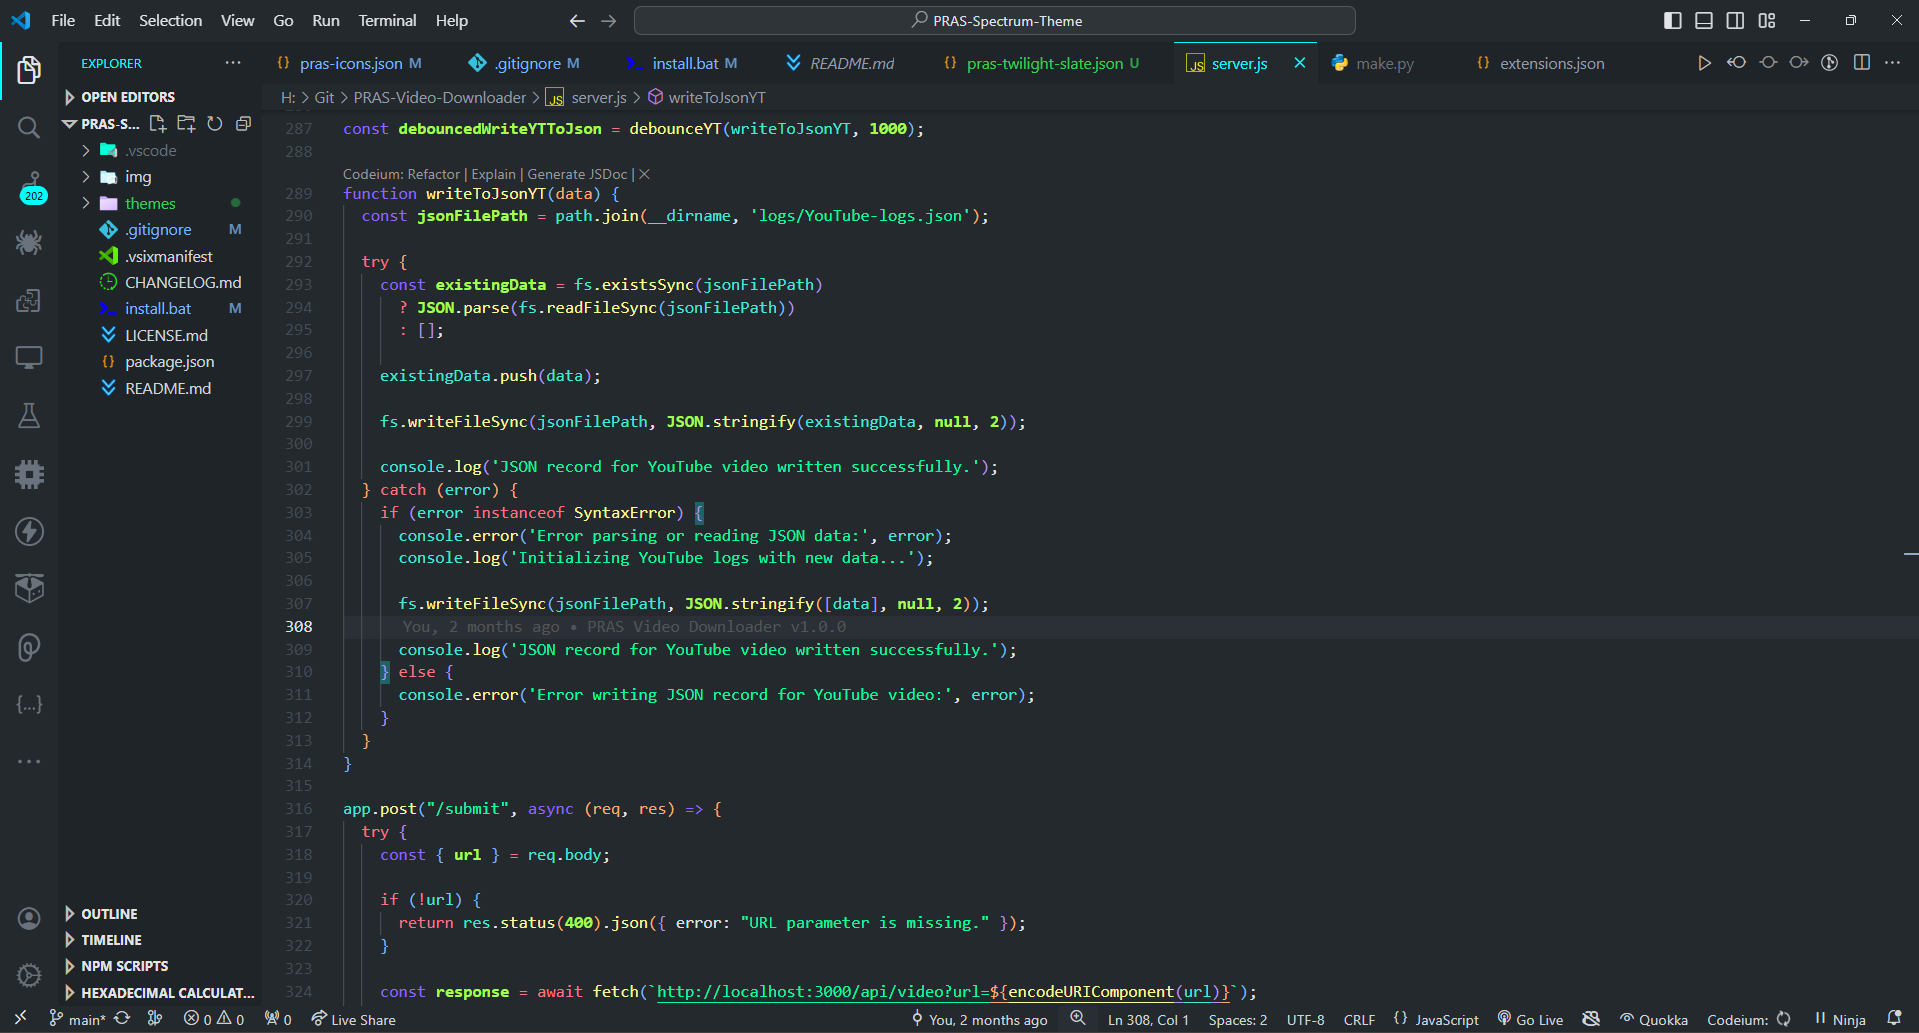 File Edit Selection View Go Run Terminal Help
PRAS-Spectrum-Theme
EXPLORER
pras-icons.json M
.gitignore M
install.bat M
README.md
pras-twilight-slate.json U
JS server.js
make.py
extensions.json
OPEN EDITORS
PRAS-S...
.vscode
img
themes
.gitignore M
.vsixmanifest
CHANGELOG.md
install.bat M
LICENSE.md
package.json
README.md
202
OUTLINE
TIMELINE
NPM SCRIPTS
HEXADECIMAL CALCULAT...
H: > Git > PRAS-Video-Downloader > JS server.js > writeToJsonYT
287 const debouncedWriteYTToJson = debounceYT(writeToJsonYT, 1000);
288
Codeium: Refactor | Explain | Generate JSDoc | ✕
289 function writeToJsonYT(data) {
290 const jsonFilePath = path.join(__dirname, 'logs/YouTube-logs.json');
291
292 try {
293 const existingData = fs.existsSync(jsonFilePath)
294 ? JSON.parse(fs.readFileSync(jsonFilePath))
295 : [];
296
297 existingData.push(data);
298
299 fs.writeFileSync(jsonFilePath, JSON.stringify(existingData, null, 2));
300
301 console.log('JSON record for YouTube video written successfully.');
302 } catch (error) {
303 if (error instanceof SyntaxError) {
304 console.error('Error parsing or reading JSON data:', error);
305 console.log('Initializing YouTube logs with new data...');
306
307 fs.writeFileSync(jsonFilePath, JSON.stringify([data], null, 2));
308 You, 2 months ago • PRAS Video Downloader v1.0.0
309 console.log('JSON record for YouTube video written successfully.');
310 } else {
311 console.error('Error writing JSON record for YouTube video:', error);
312 }
313 }
314 }
315
316 app.post("/submit", async (req, res) => {
317 try {
318 const { url } = req.body;
319
320 if (!url) {
321 return res.status(400).json({ error: "URL parameter is missing." });
322 }
323
324 const response = await fetch(`http://localhost:3000/api/video?url=${encodeURIComponent(url)}`);
main* 0 0 0 Live Share You, 2 months ago Ln 308, Col 1 Spaces: 2 UTF-8 CRLF {} JavaScript Go Live Quokka Codeium: Ninja